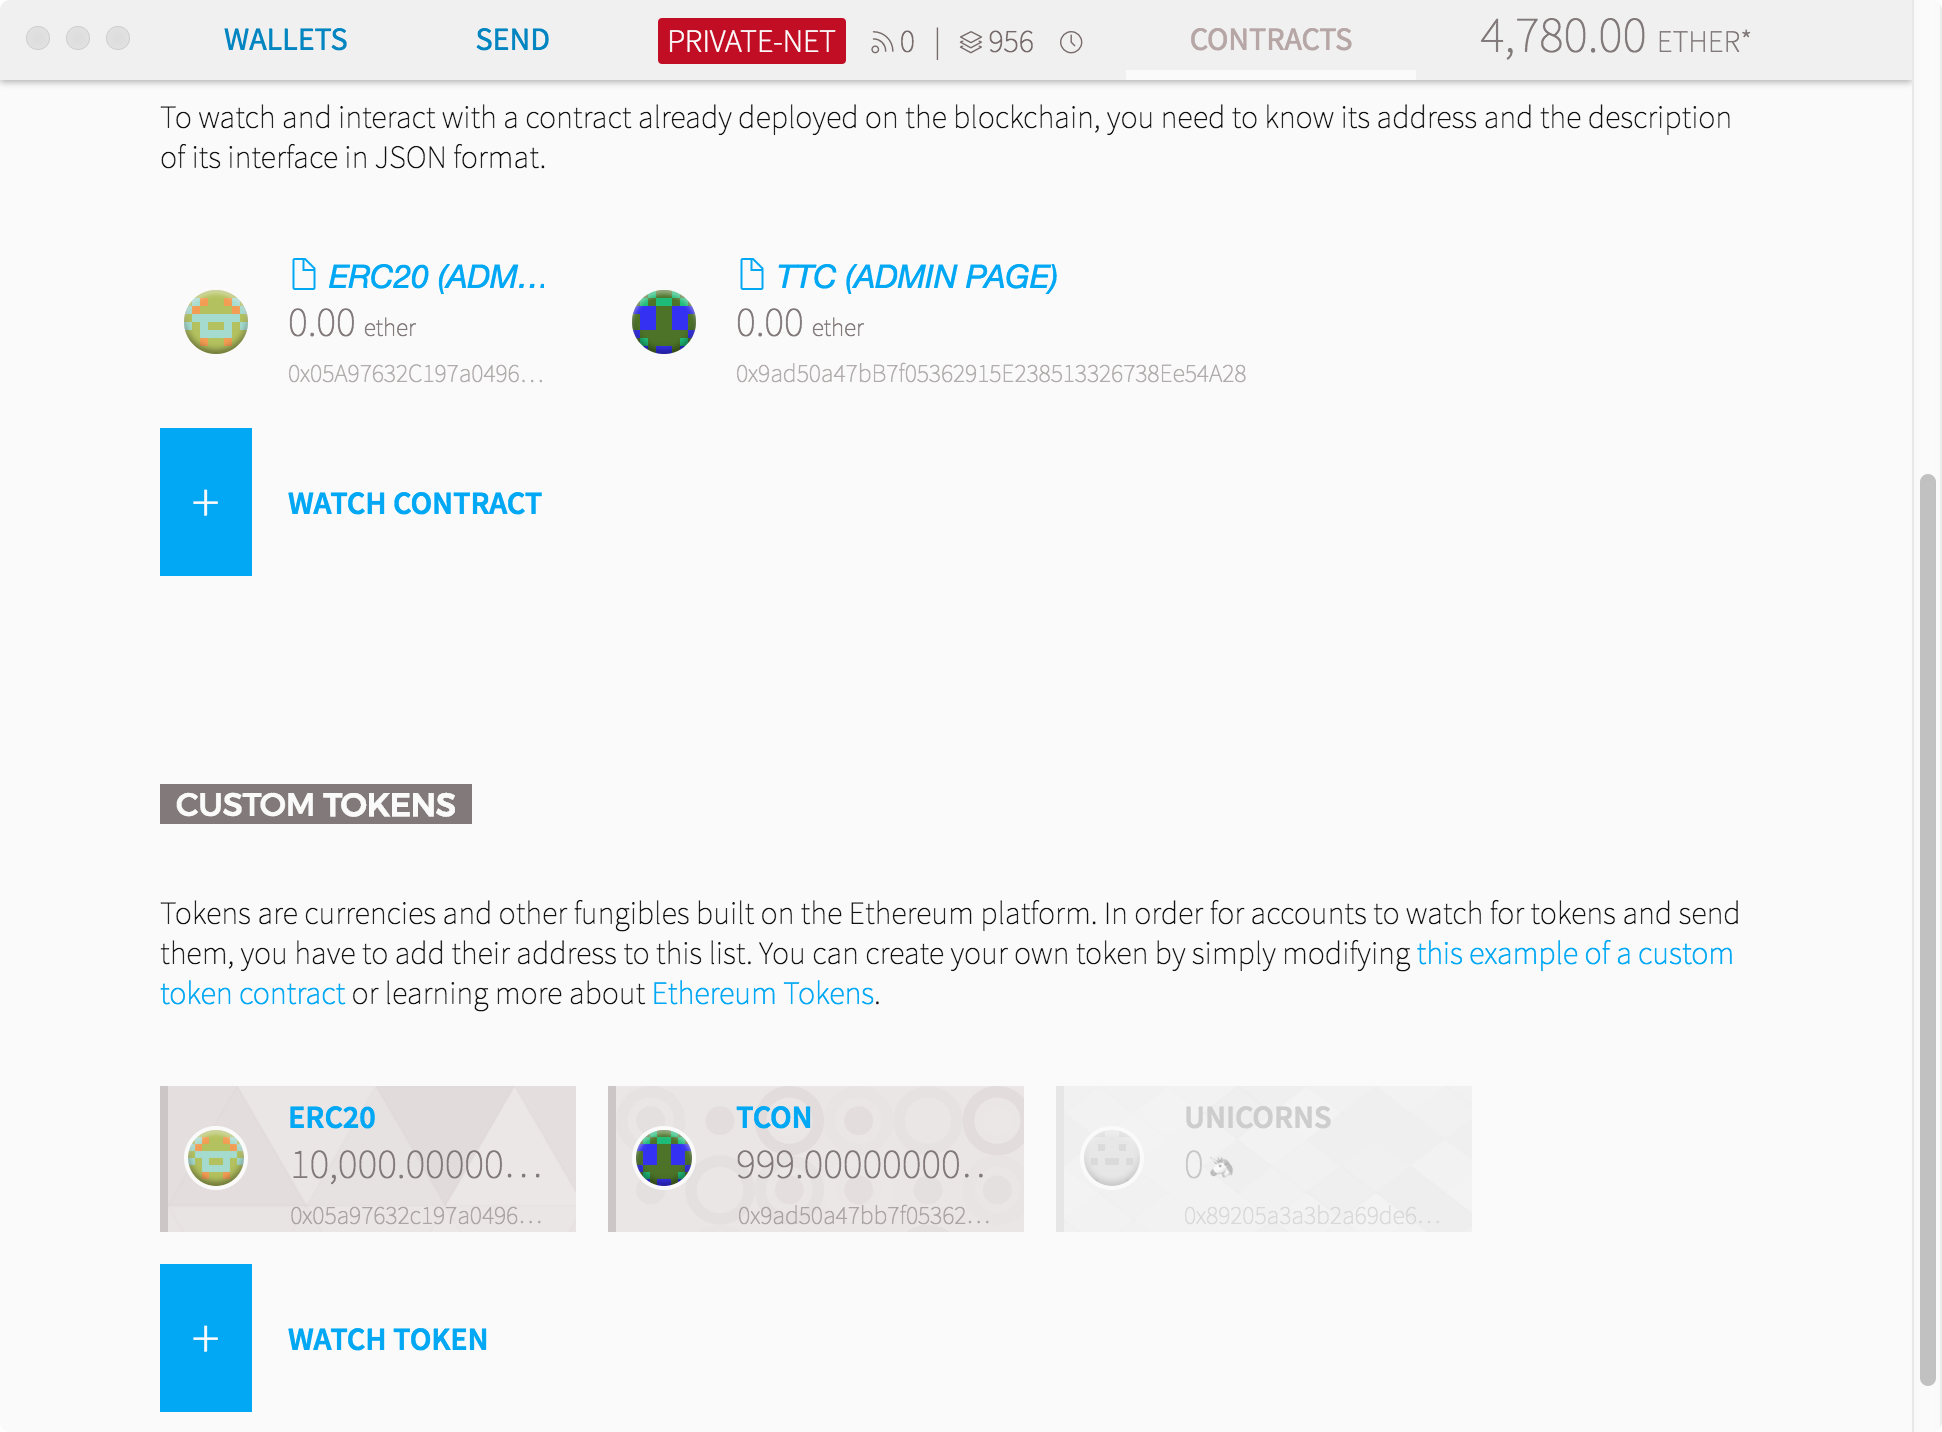 WALLETS SEND PRIVATE-NET 0 | 956 CONTRACTS 4,780.00 ETHER*
To watch and interact with a contract already deployed on the blockchain, you need to know its address and the description
of its interface in JSON format.
ERC20 (ADM... TTC (ADMIN PAGE)
0.00 ether 0.00 ether
0x05A97632C197a0496... 0x9ad50a47bB7f05362915E238513326738Ee54A28
+ WATCH CONTRACT
CUSTOM TOKENS
Tokens are currencies and other fungibles built on the Ethereum platform. In order for accounts to watch for tokens and send
them, you have to add their address to this list. You can create your own token by simply modifying this example of a custom
token contract or learning more about Ethereum Tokens.
ERC20 TCON UNICORNS
10,000.00000... 999.00000000.. 0🦄
0x05a97632c197a0496... 0x9ad50a47bb7f05362... 0x89205a3a3b2a69de6...
+ WATCH TOKEN